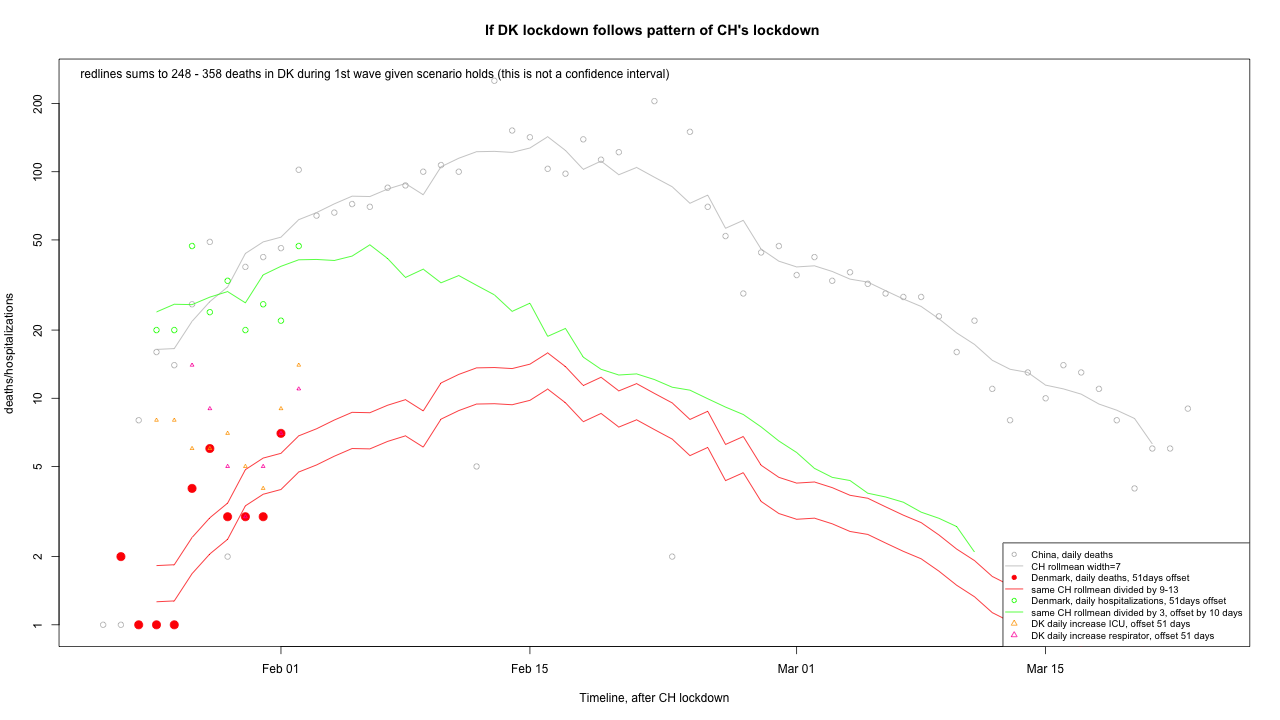 If DK lockdown follows pattern of CH's lockdown
redlines sums to 248 - 358 deaths in DK during 1st wave given scenario holds (this is not a confidence interval)
deaths/hospitalizations
200
100
50
20
10
5
2
1
China, daily deaths
CH rollmean width=7
Denmark, daily deaths, 51days offset
same CH rollmean divided by 9-13
Denmark, daily hospitalizations, 51days offset
same CH rollmean divided by 3, offset by 10 days
DK daily increase ICU, offset 51 days
DK daily increase respirator, offset 51 days
Feb 01
Feb 15
Mar 01
Mar 15
Timeline, after CH lockdown